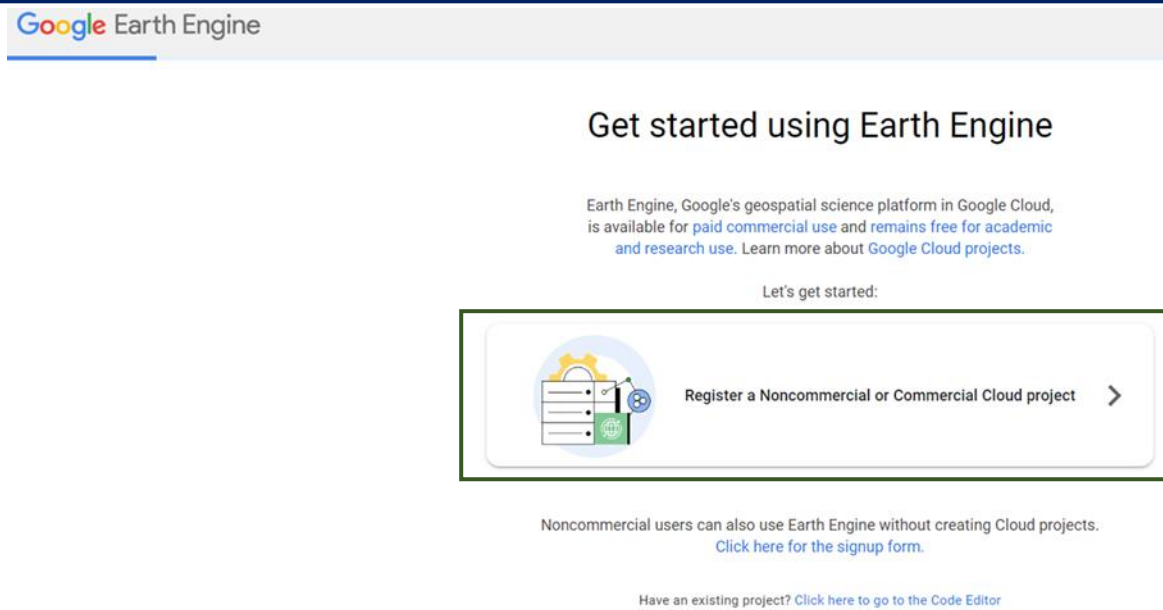 Google Earth Engine
Get started using Earth Engine
Earth Engine, Google's geospatial science platform in Google Cloud,
is available for paid commercial use and remains free for academic
and research use. Learn more about Google Cloud projects.
Let's get started:
Register a Noncommercial or Commercial Cloud project
Noncommercial users can also use Earth Engine without creating Cloud projects.
Click here for the signup form.
Have an existing project? Click here to go to the Code Editor